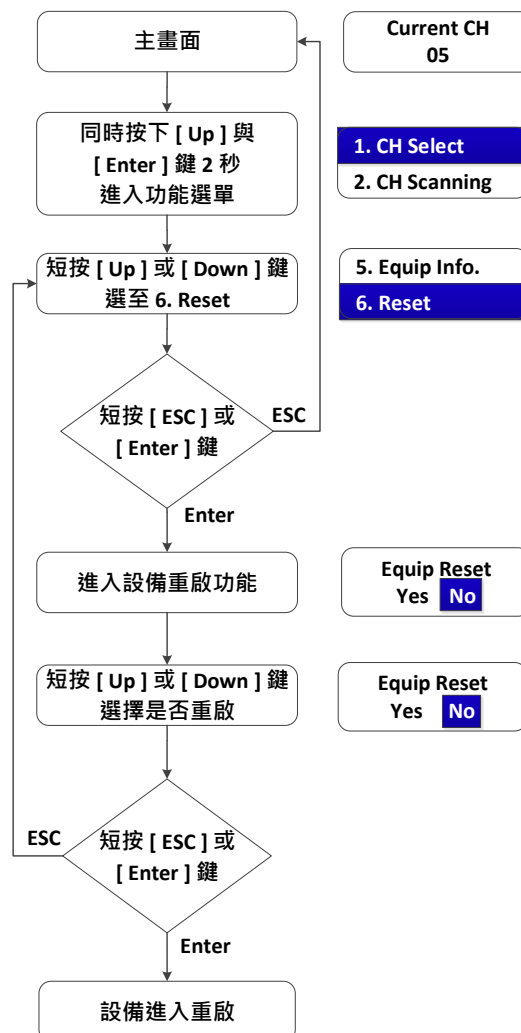 主畫面
Current CH
05
同時按下 [ Up ] 與
[ Enter ] 鍵 2 秒
進入功能選單
1. CH Select
2. CH Scanning
短按 [ Up ] 或 [ Down ] 鍵
選至 6. Reset
5. Equip Info.
6. Reset
短按 [ ESC ] 或
[ Enter ] 鍵
ESC
Enter
進入設備重啟功能
Equip Reset
Yes No
短按 [ Up ] 或 [ Down ] 鍵
選擇是否重啟
Equip Reset
Yes No
ESC
短按 [ ESC ] 或
[ Enter ] 鍵
Enter
設備進入重啟